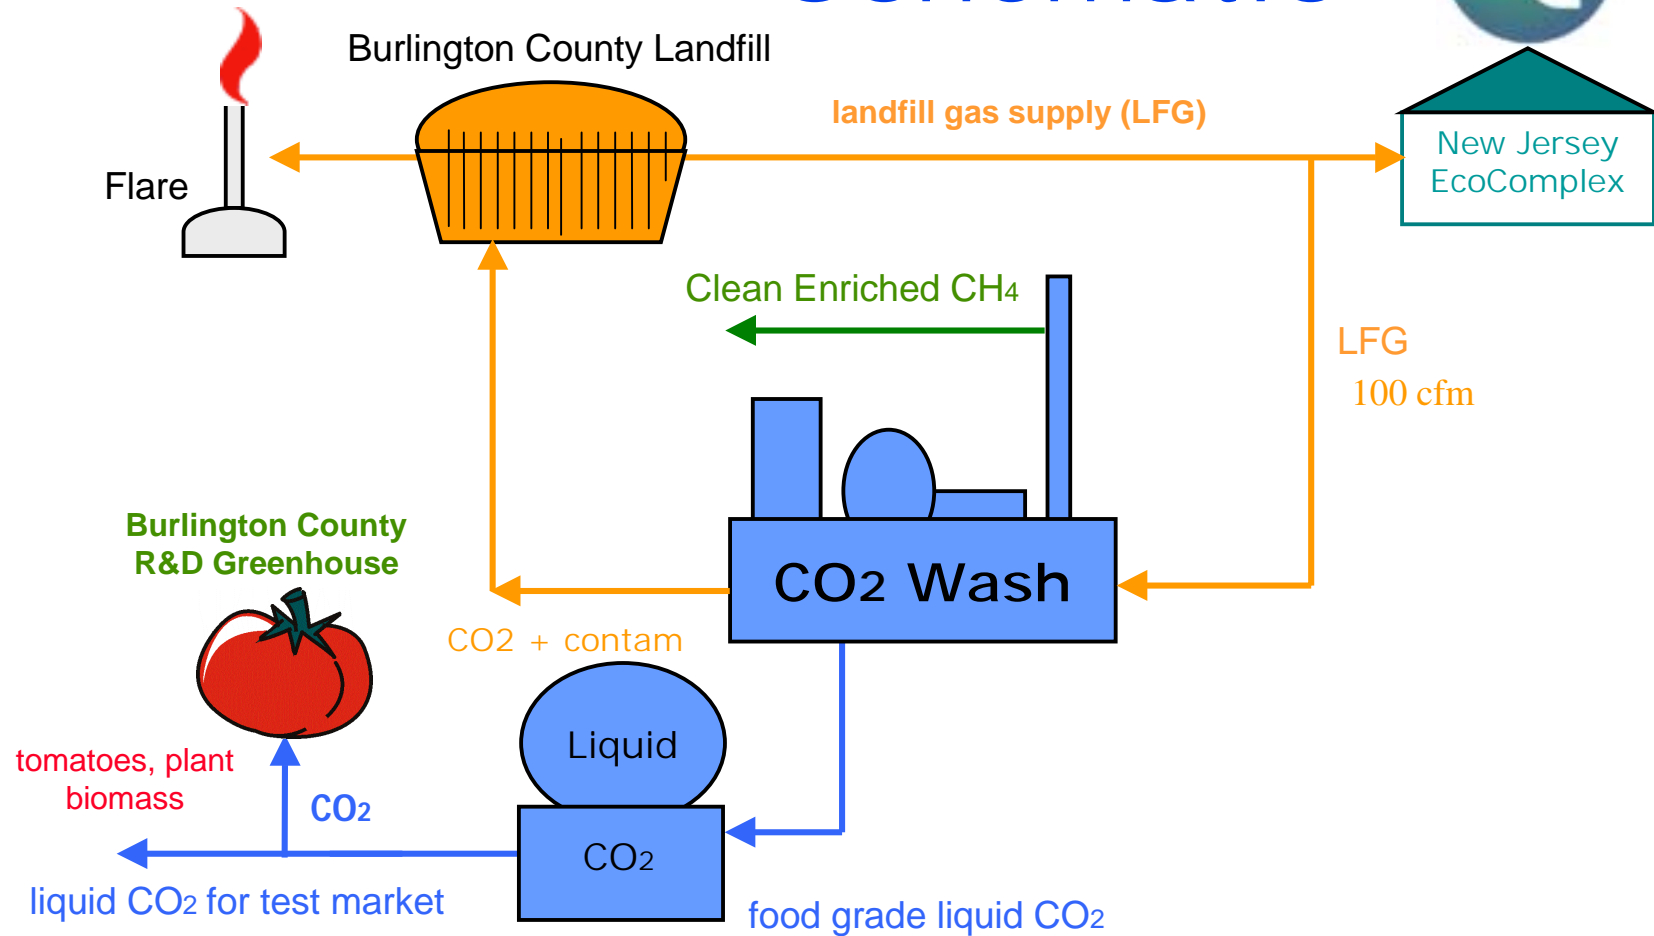 Burlington County Landfill
landfill gas supply (LFG)
New Jersey
EcoComplex
Flare
Clean Enriched CH4
LFG
100 cfm
Burlington County
R&D Greenhouse
CO2 Wash
CO2 + contam
Liquid
tomatoes, plant
biomass
CO2
CO2
liquid CO2 for test market
food grade liquid CO2